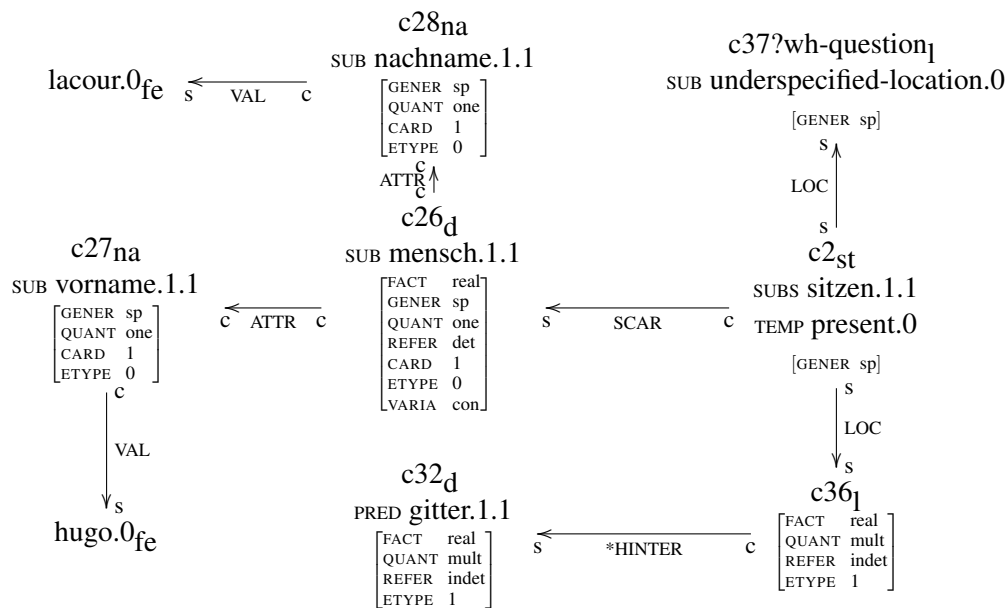 c28na
SUB nachname.1.1
GENER sp
QUANT one
CARD 1
ETYPE 0
c
lacour.0fe
s VAL c
c37?wh-questionl
SUB underspecified-location.0
[GENER sp]
s
LOC
s
ATTR
c
c26d
SUB mensch.1.1
FACT real
GENER sp
QUANT one
REFER det
CARD 1
ETYPE 0
VARIA con
c27na
SUB vorname.1.1
GENER sp
QUANT one
CARD 1
ETYPE 0
c
c ATTR c
s SCAR c
c2st
SUBS sitzen.1.1
TEMP present.0
[GENER sp]
s
LOC
s
VAL
s
hugo.0fe
c32d
PRED gitter.1.1
FACT real
QUANT mult
REFER indet
ETYPE 1
s *HINTER c
c36l
FACT real
QUANT mult
REFER indet
ETYPE 1